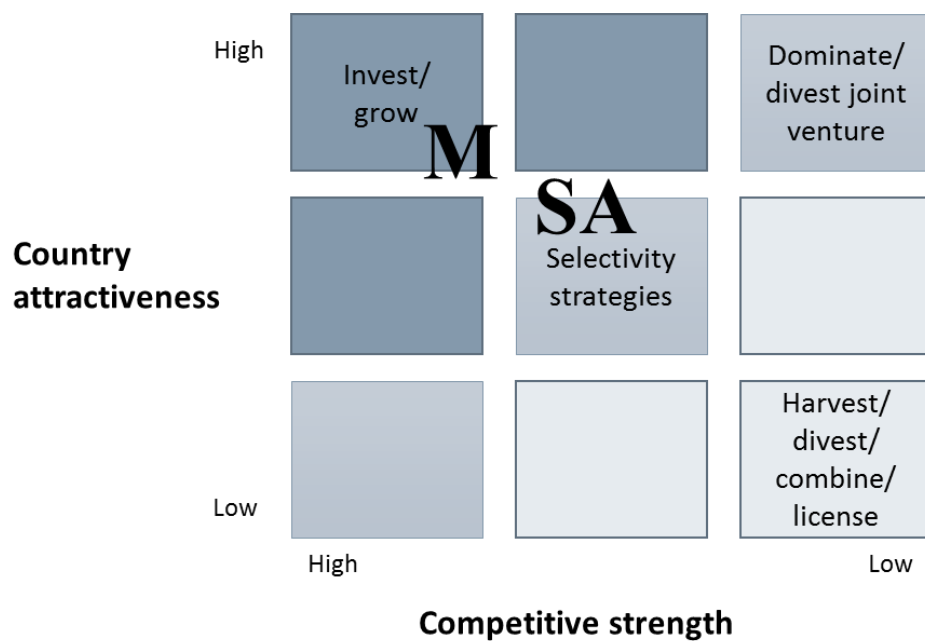 High
Invest/
grow
Dominate/
divest joint
venture
M
SA
Country
attractiveness
Selectivity
strategies
Harvest/
divest/
combine/
license
Low
High
Low
Competitive strength